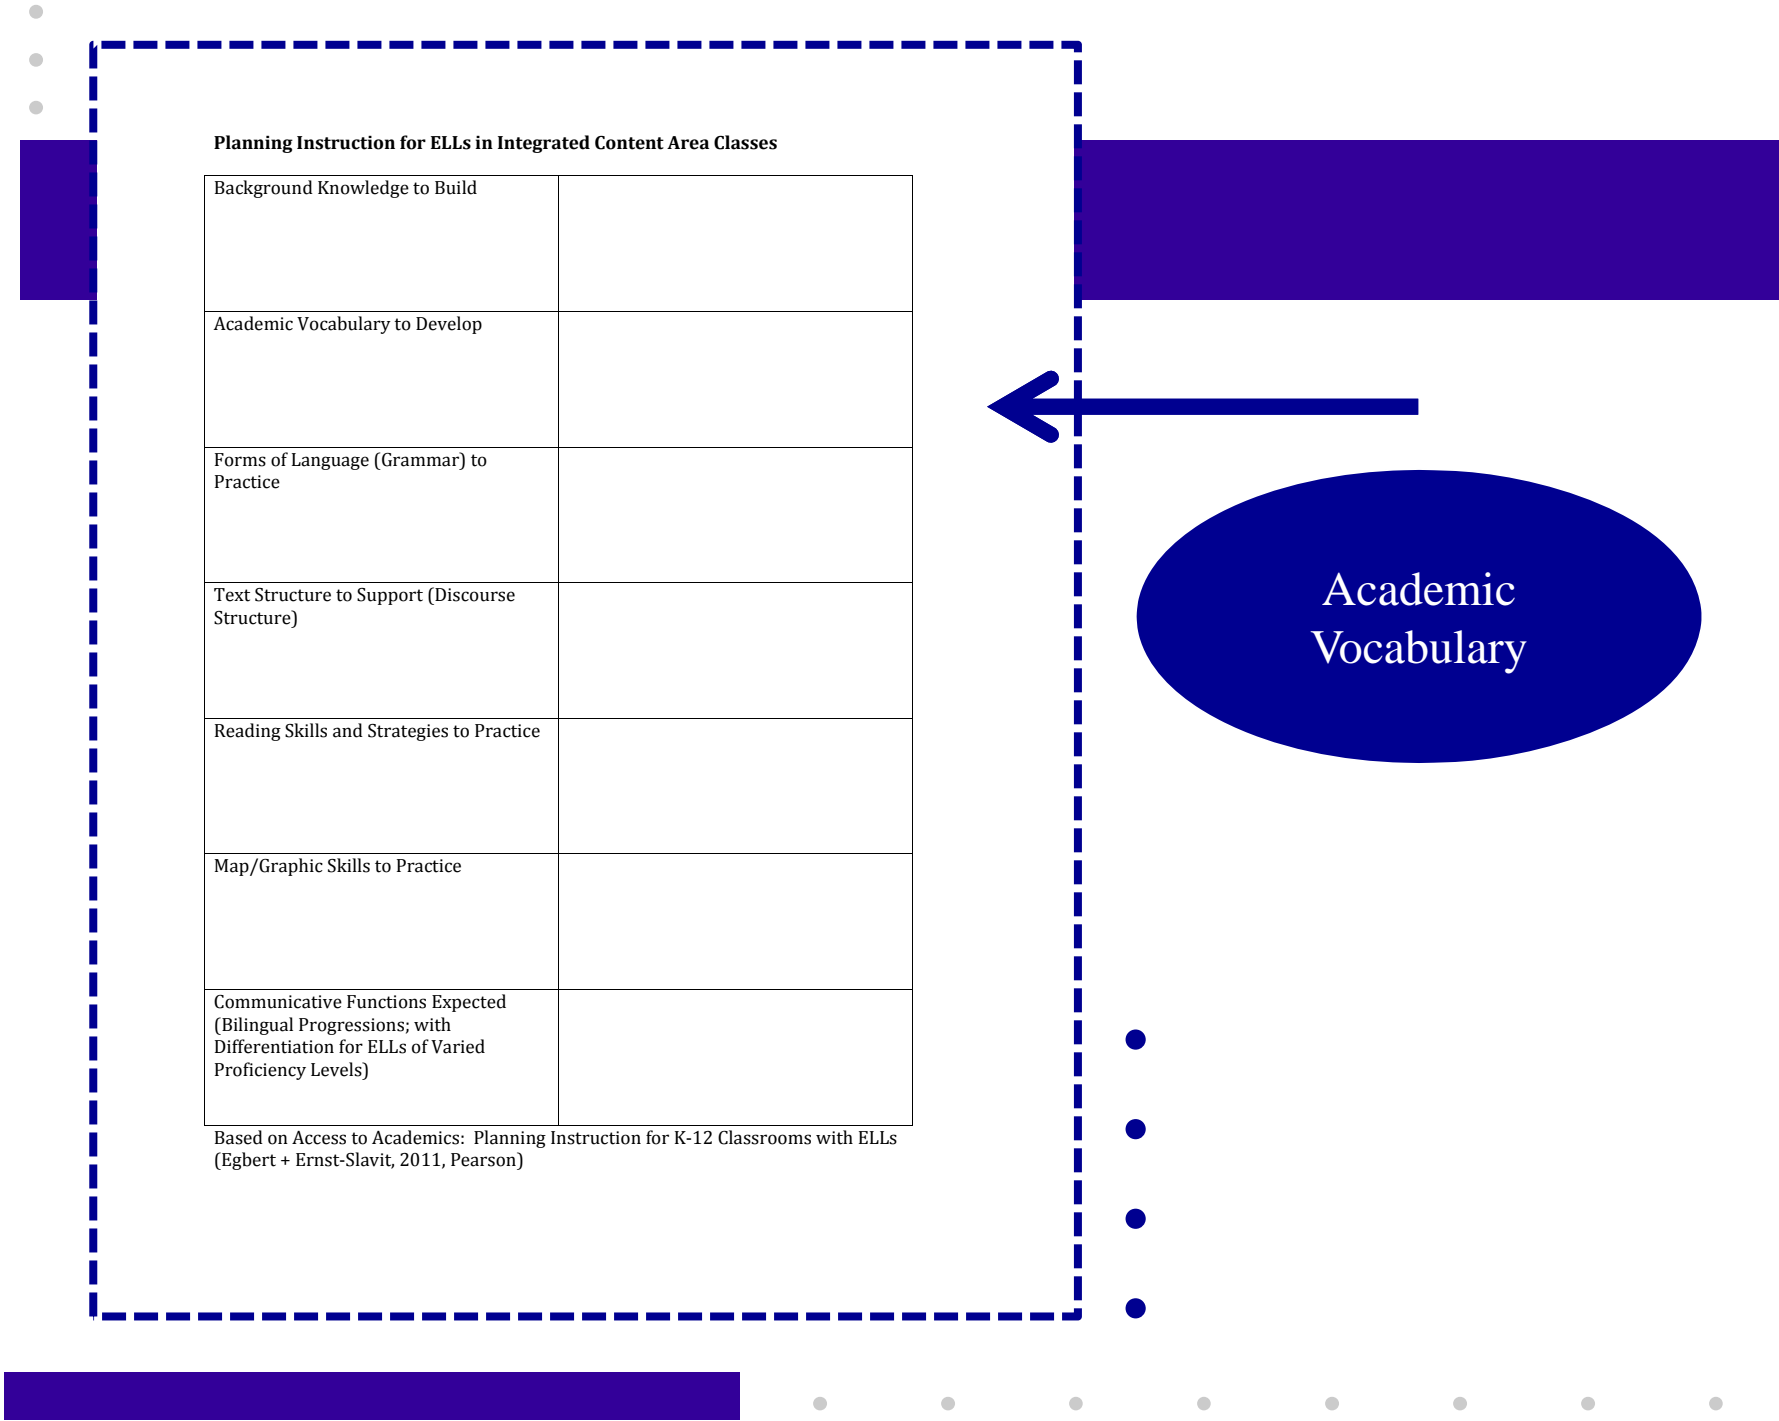 Planning Instruction for ELLs in Integrated Content Area Classes
Background Knowledge to Build
Academic Vocabulary to Develop
Forms of Language (Grammar) to
Practice
Text Structure to Support (Discourse
Structure)
Reading Skills and Strategies to Practice
Map/Graphic Skills to Practice
Communicative Functions Expected
(Bilingual Progressions; with
Differentiation for ELLs of Varied
Proficiency Levels)
Based on Access to Academics:  Planning Instruction for K-12 Classrooms with ELLs
(Egbert + Ernst-Slavit, 2011, Pearson)
Academic
Vocabulary